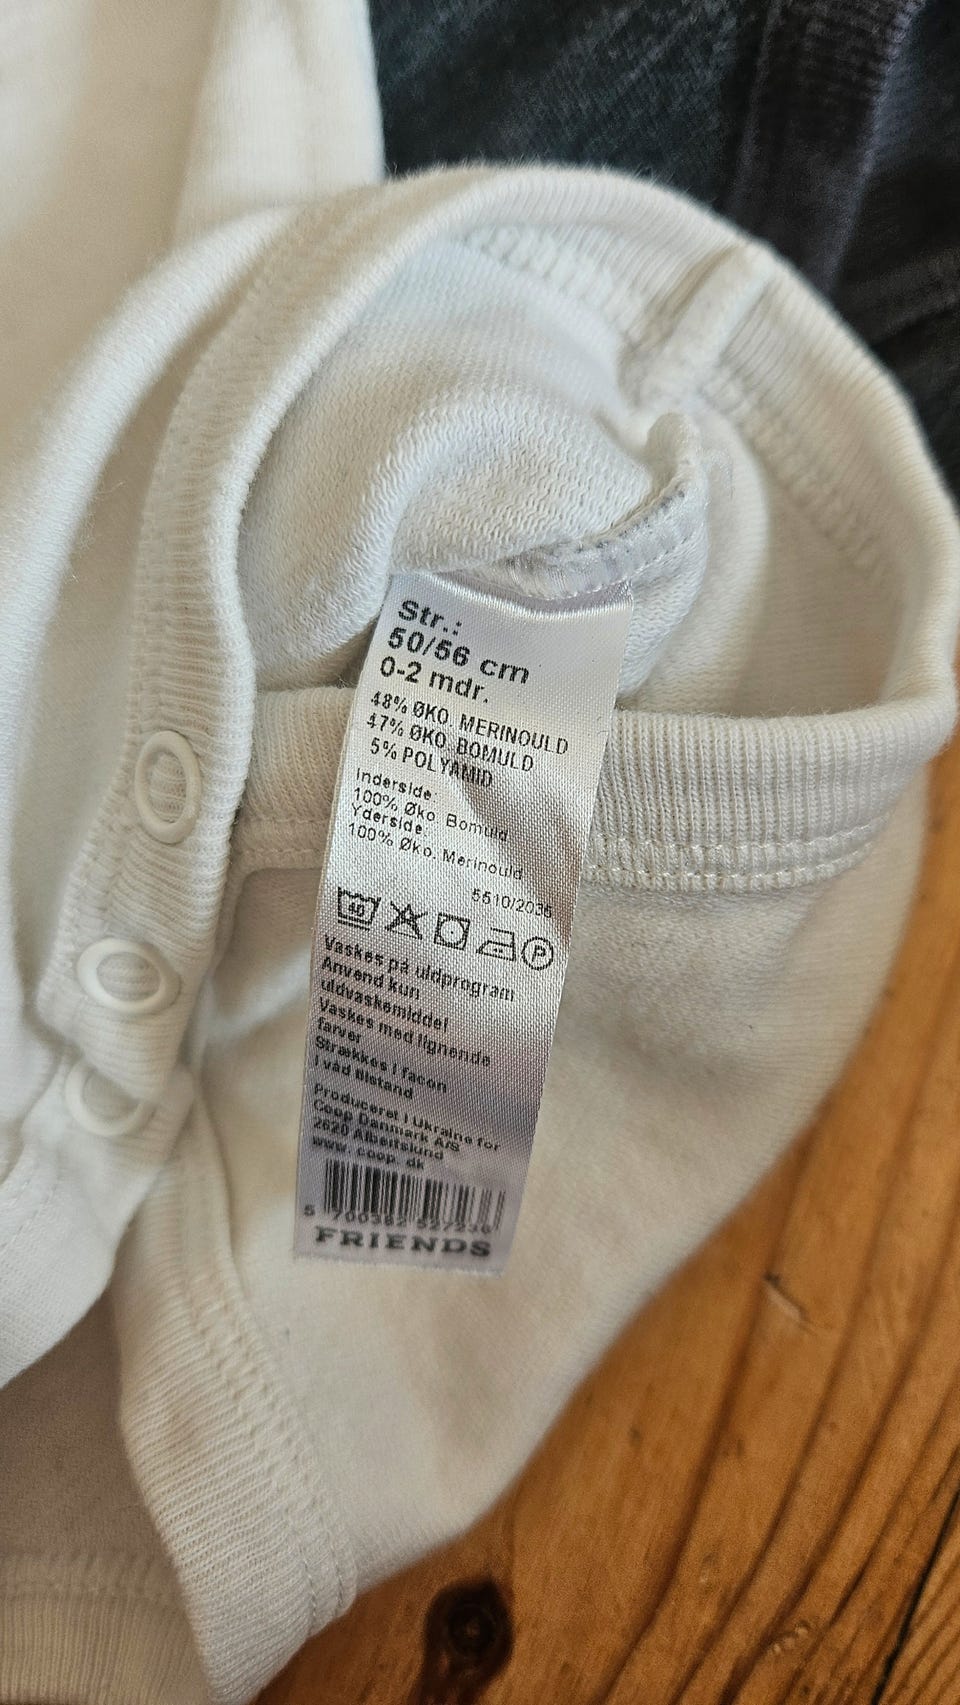 Str.:
50/56 cm
0-2 mdr.
48% ØKO. MERINOULD
47% ØKO. BOMULD
5% POLYAMID
Inderside:
100% Øko. Bomuld
Yderside
100% Øko. Merinould
5510/2036
40
P
Vaskes på uldprogram
Anvend kun
uldvaskemiddel
Vaskes med lignende
farver
Strækkes i facon
i våd tilstand
Produceret i Ukraine for
Coop Danmark A/S
2620 Albertslund
www.coop.dk
FRIENDS